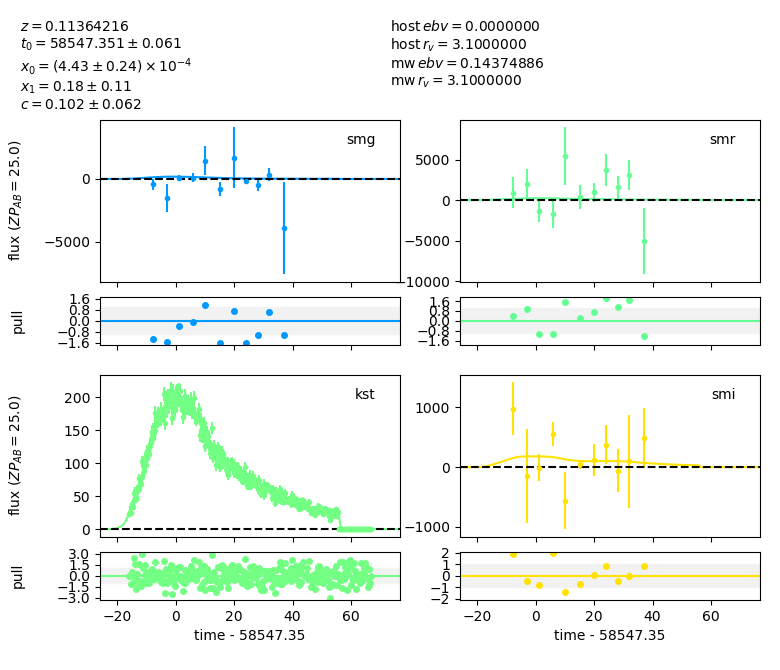 z = 0.11364216
t₀ = 58547.351 ± 0.061
x₀ = (4.43 ± 0.24) × 10⁻⁴
x₁ = 0.18 ± 0.11
c = 0.102 ± 0.062
host ebv = 0.0000000
host r_v = 3.1000000
mw ebv = 0.14374886
mw r_v = 3.1000000
smg
flux (ZP_AB = 25.0)
0
−5000
smr
5000
0
−5000
−10000
pull
1.6
0.8
0.0
−0.8
−1.6
1.6
0.8
0.0
−0.8
−1.6
kst
flux (ZP_AB = 25.0)
200
150
100
50
0
smi
1000
0
−1000
pull
3.0
1.5
0.0
−1.5
−3.0
−20 0 20 40 60
time - 58547.35
2
1
0
−1
−2
−20 0 20 40 60
time - 58547.35